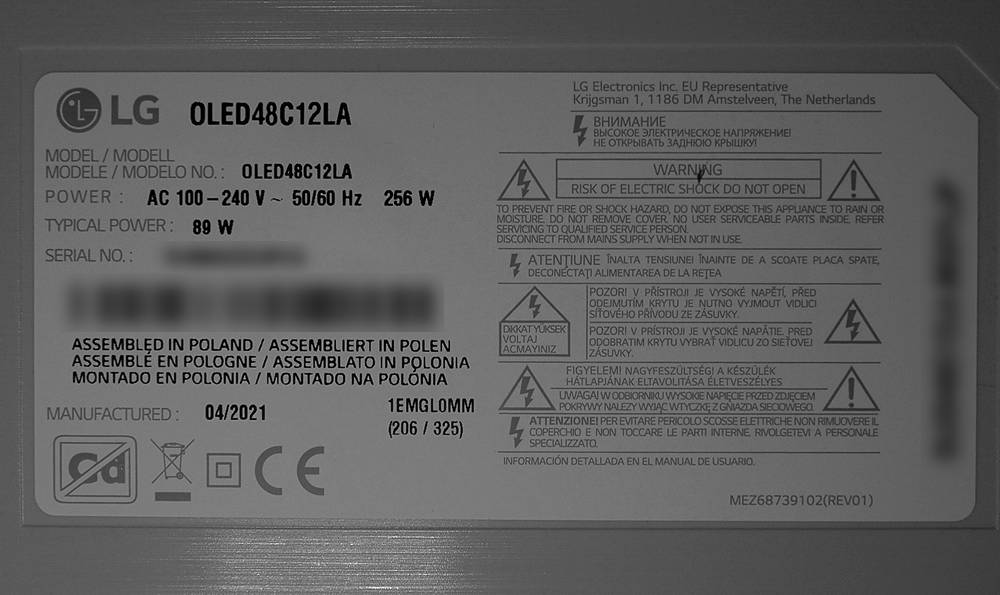 LG OLED48C12LA
MODEL / MODELL
MODELE / MODELO NO. : OLED48C12LA
POWER : AC 100 – 240 V ~ 50/60 Hz 256 W
TYPICAL POWER : 89 W
SERIAL NO. :
ASSEMBLED IN POLAND / ASSEMBLIERT IN POLEN
ASSEMBLÉ EN POLOGNE / ASSEMBLATO IN POLONIA
MONTADO EN POLONIA / MONTADO NA POLÓNIA
MANUFACTURED : 04/2021
1EMGL0MM
(206 / 325)
Cd
CE
LG Electronics Inc. EU Representative
Krijgsman 1, 1186 DM Amstelveen, The Netherlands
ВНИМАНИЕ
ВЫСОКОЕ ЭЛЕКТРИЧЕСКОЕ НАПРЯЖЕНИЕ!
НЕ ОТКРЫВАТЬ ЗАДНЮЮ КРЫШКУ!
WARNING
RISK OF ELECTRIC SHOCK DO NOT OPEN
TO PREVENT FIRE OR SHOCK HAZARD, DO NOT EXPOSE THIS APPLIANCE TO RAIN OR
MOISTURE. DO NOT REMOVE COVER. NO USER SERVICEABLE PARTS INSIDE. REFER
SERVICING TO QUALIFIED SERVICE PERSON.
DISCONNECT FROM MAINS SUPPLY WHEN NOT IN USE.
ATENŢIUNE ÎNALTA TENSIUNE! ÎNAINTE DE A SCOATE PLACA SPATE,
DECONECTAŢI ALIMENTAREA DE LA REŢEA
DIKKAT YÜKSEK
VOLTAJ
AÇMAYINIZ
POZOR! V PŘÍSTROJI JE VYSOKÉ NAPĚTÍ, PŘED
ODEJMUTÍM KRYTU JE NUTNO VYJMOUT VIDLICI
SÍŤOVÉHO PŘÍVODU ZE ZÁSUVKY.
POZOR! V PRÍSTROJI JE VYSOKÉ NAPÄTIE. PRED
ODOBRATIM KRYTU VYBRAŤ VIDLICU ZO SIEŤOVEJ
ZÁSUVKY.
FIGYELEM! NAGYFESZÜLTSÉG! A KÉSZÜLÉK
HÁTLAPJÁNAK ELTAVOLÍTÁSA ÉLETVESZÉLYES
UWAGA! W ODBIORNIKU WYSOKIE NAPIĘCIE PRZED ZDJĘCIEM
POKRYWY NALEŻY WYJĄĆ WTYCZKĘ Z GNIAZDA SIECIOWEGO.
ATTENZIONE! PER EVITARE PERICOLO SCOSSE ELETTRICHE NON RIMUOVERE IL
COPERCHIO E NON TOCCARE LE PARTI INTERNE. RIVOLGETEVI A PERSONALE
SPECIALIZZATO.
INFORMACIÓN DETALLADA EN EL MANUAL DE USUARIO.
MEZ68739102(REV01)